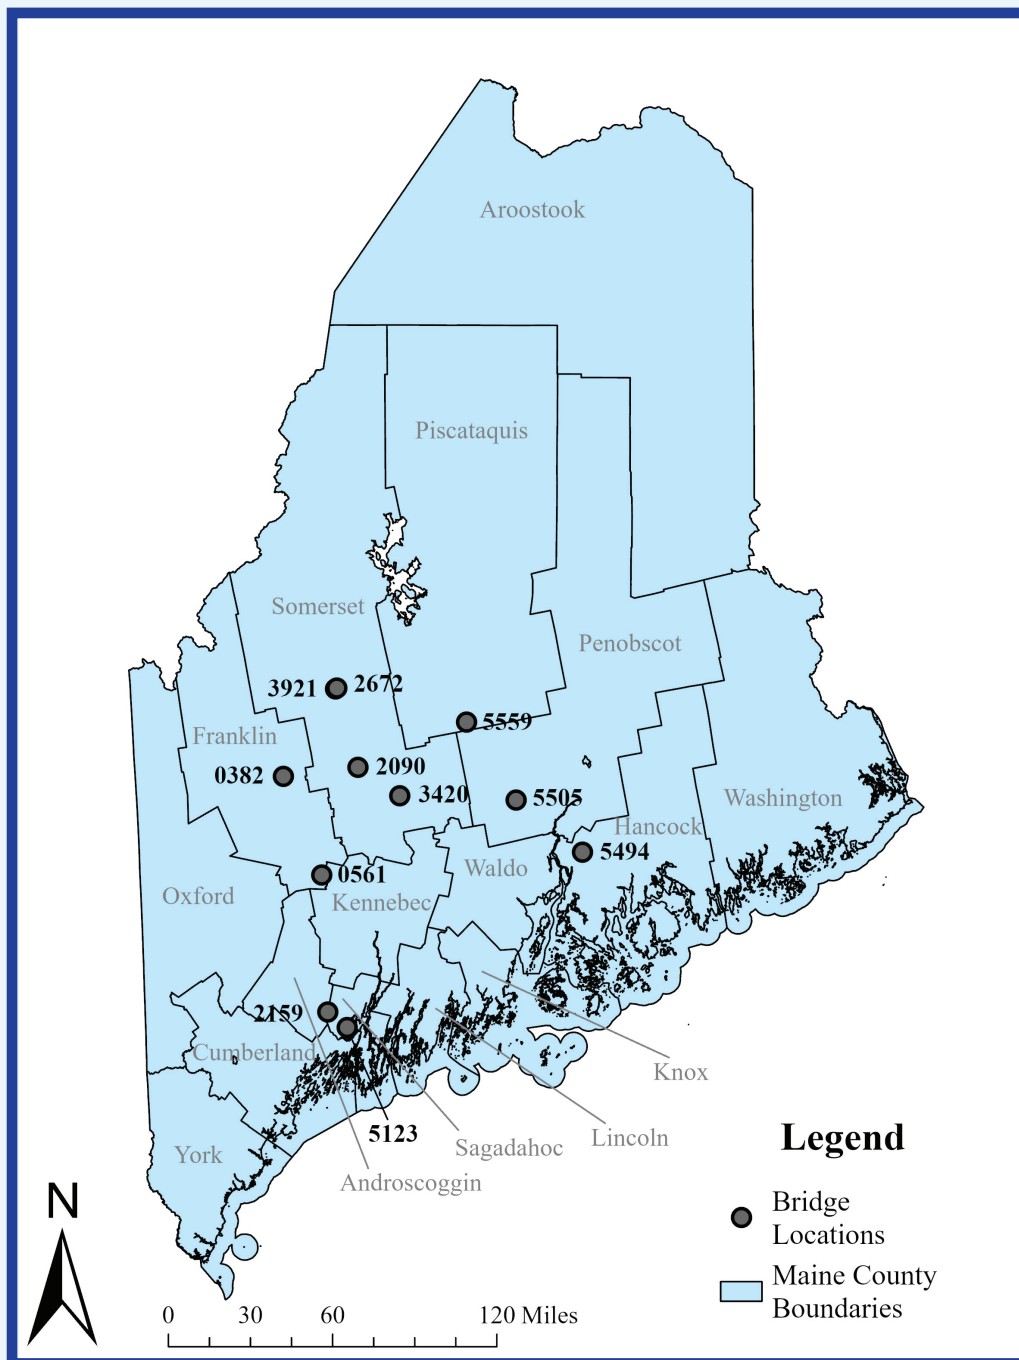 Aroostook
Piscataquis
Somerset
Penobscot
3921
2672
5559
Franklin
0382
2090
3420
5505
Washington
Hancock
5494
Waldo
0561
Oxford
Kennebec
2159
Cumberland
Knox
5123
Lincoln
Sagadahoc
York
Androscoggin
Legend
Bridge
Locations
Maine County
Boundaries
N
0 30 60 120 Miles